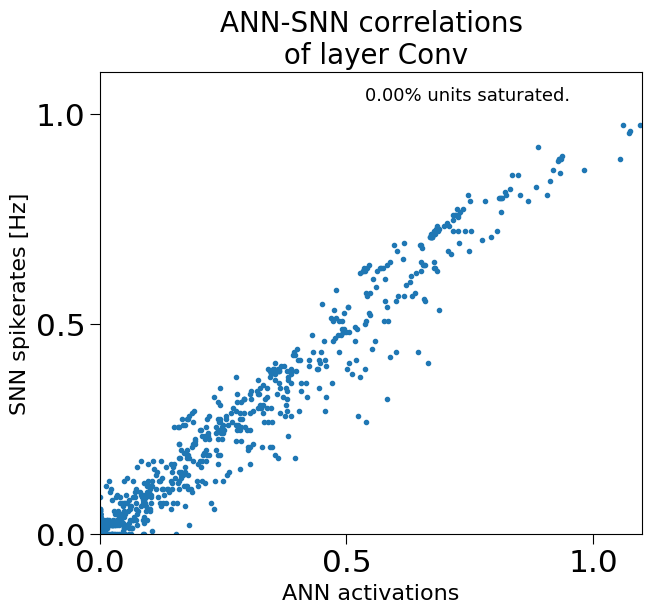 ANN-SNN correlations
of layer Conv
0.00% units saturated.
1.0
SNN spikerates [Hz]
0.5
0.0
0.0
0.5
1.0
ANN activations